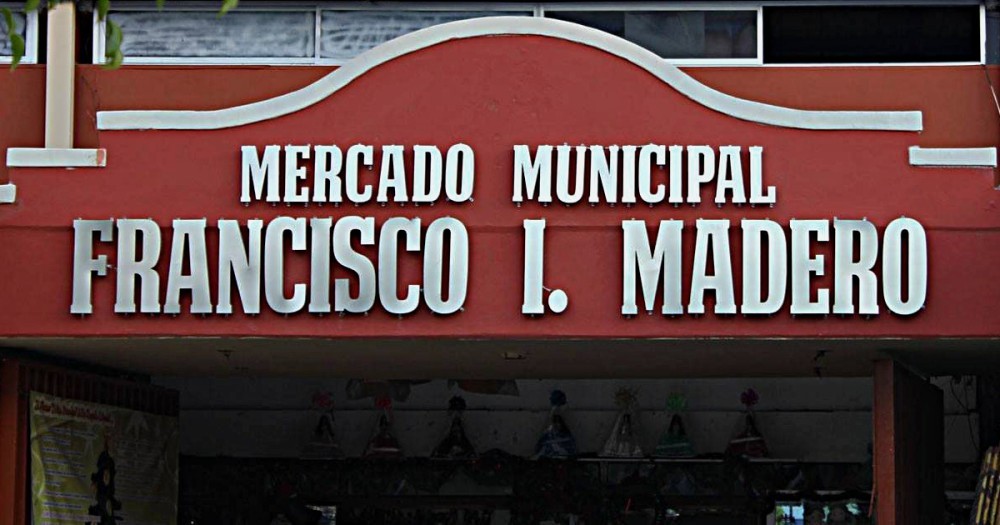 MERCADO MUNICIPAL
FRANCISCO I. MADERO